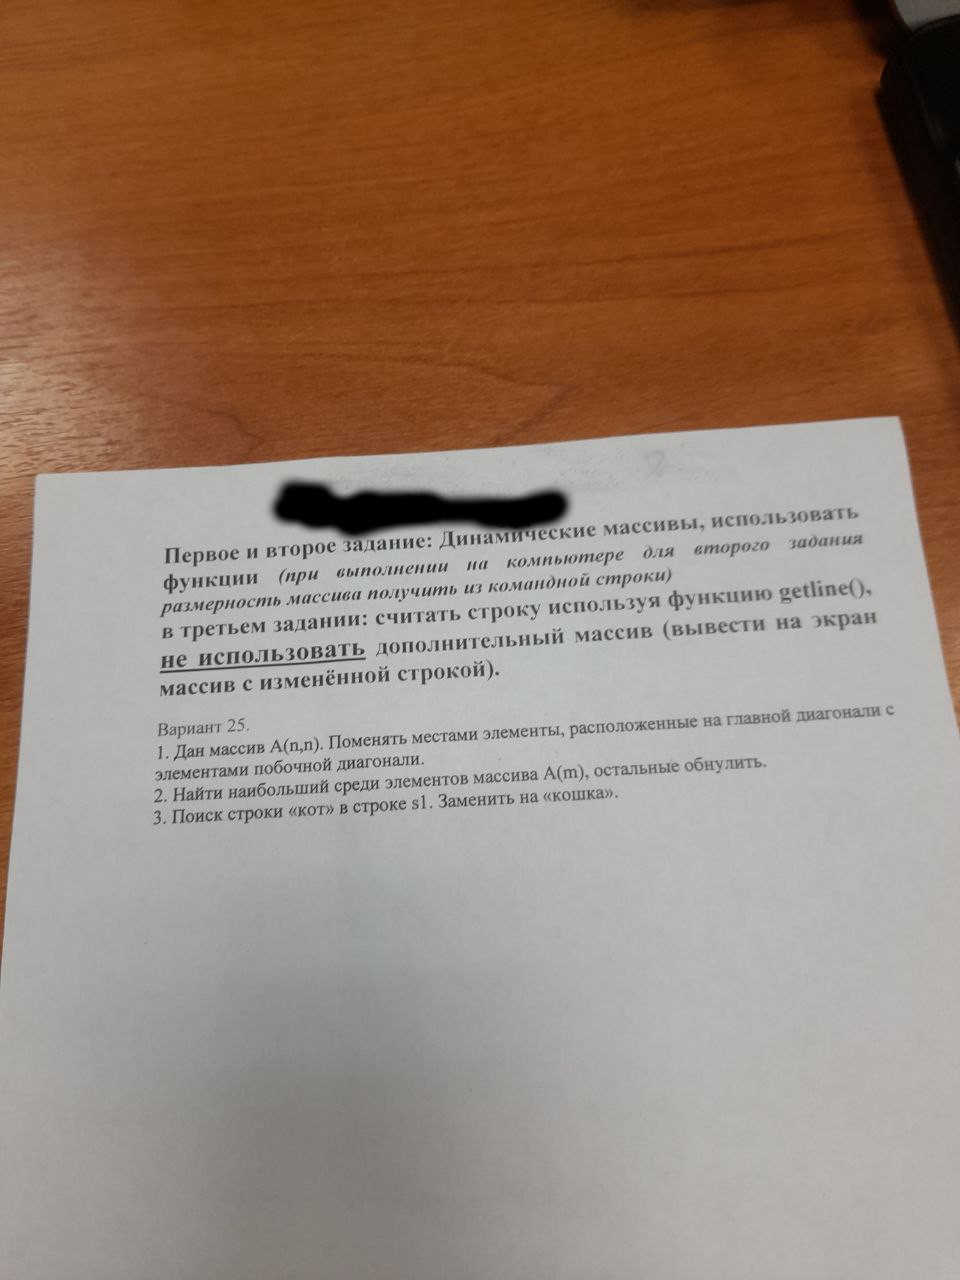 Первое и второе задание: Динамические массивы, использовать
функции (при выполнении на компьютере для второго задания
размерность массива получить из командной строки)
в третьем задании: считать строку используя функцию getline(),
не использовать дополнительный массив (вывести на экран
массив с изменённой строкой).
Вариант 25.
1. Дан массив A(n,n). Поменять местами элементы, расположенные на главной диагонали с
элементами побочной диагонали.
2. Найти наибольший среди элементов массива A(m), остальные обнулить.
3. Поиск строки «кот» в строке s1. Заменить на «кошка».